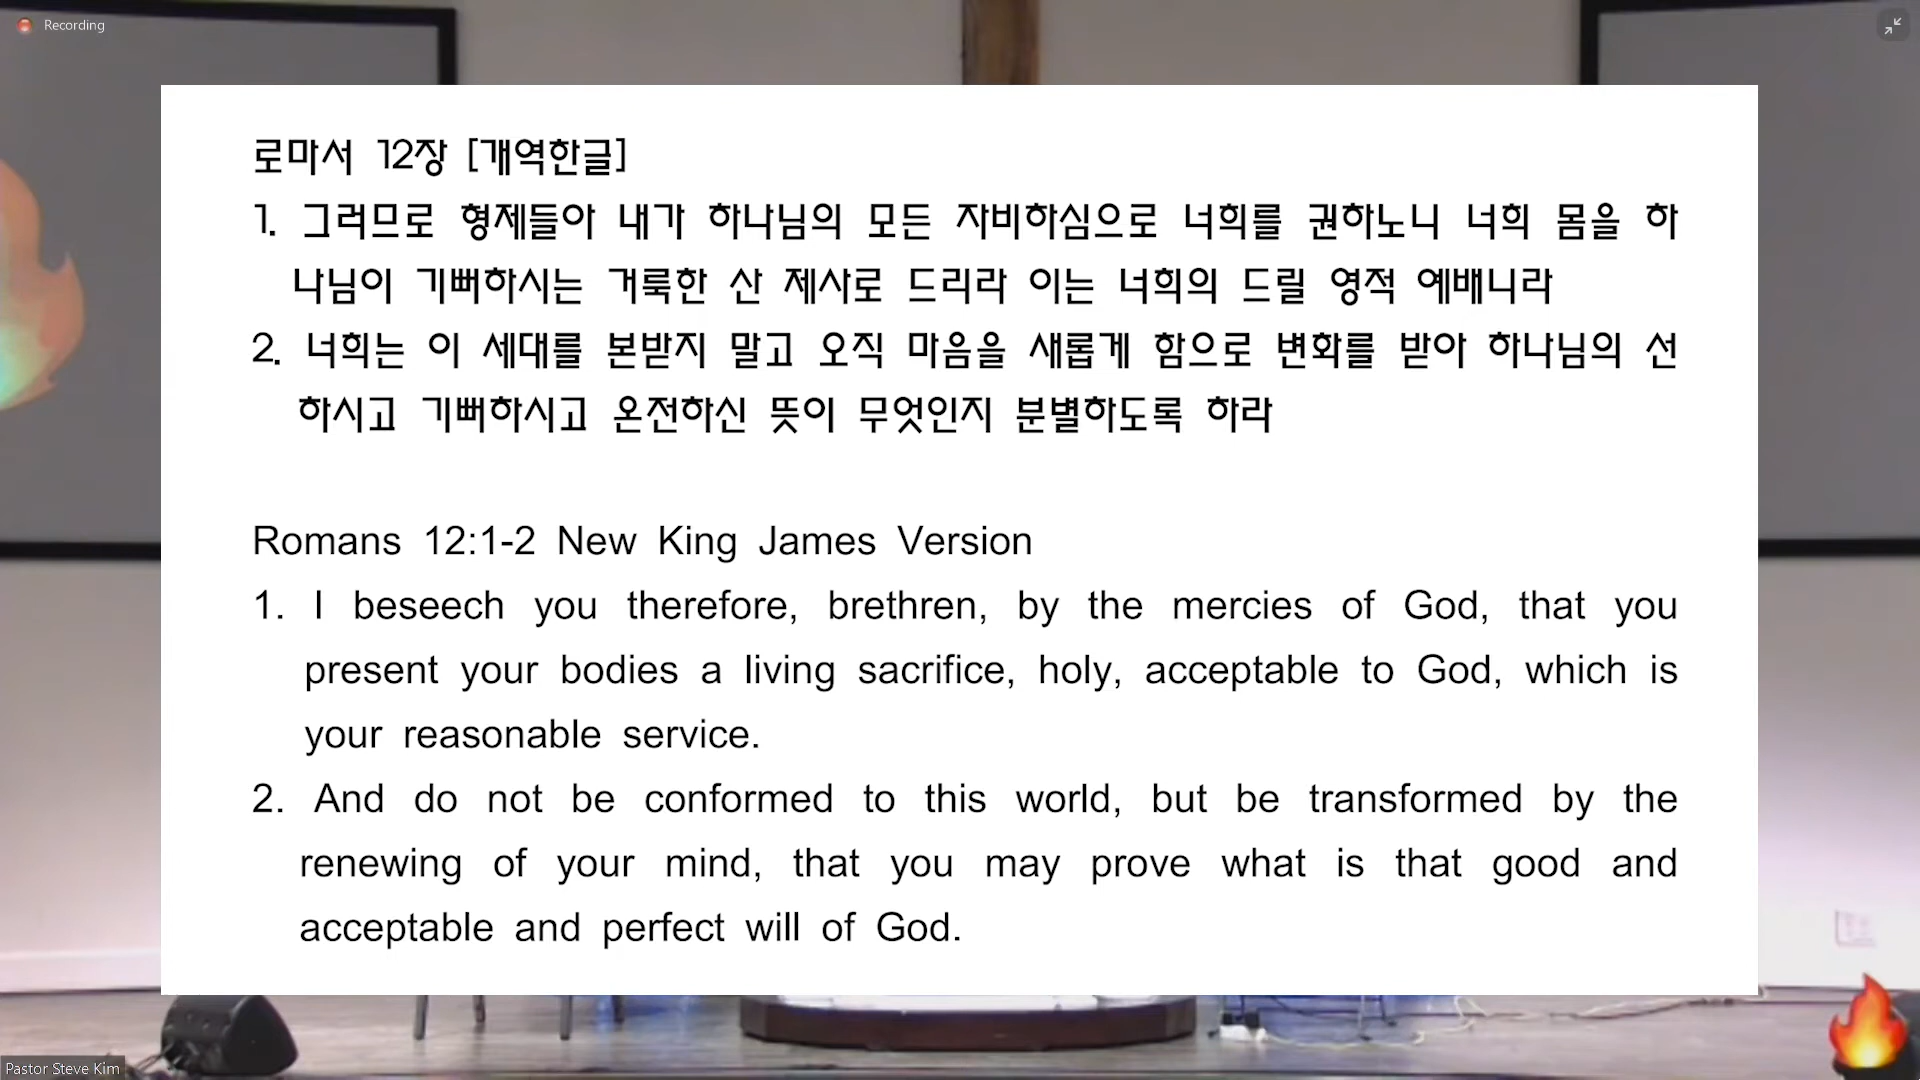 Recording
로마서 12장 [개역한글]
1. 그러므로 형제들아 내가 하나님의 모든 자비하심으로 너희를 권하노니 너희 몸을 하
나님이 기뻐하시는 거룩한 산 제사로 드리라 이는 너희의 드릴 영적 예배니라
2. 너희는 이 세대를 본받지 말고 오직 마음을 새롭게 함으로 변화를 받아 하나님의 선
하시고 기뻐하시고 온전하신 뜻이 무엇인지 분별하도록 하라
Romans 12:1-2 New King James Version
1. I beseech you therefore, brethren, by the mercies of God, that you
present your bodies a living sacrifice, holy, acceptable to God, which is
your reasonable service.
2. And do not be conformed to this world, but be transformed by the
renewing of your mind, that you may prove what is that good and
acceptable and perfect will of God.
Pastor Steve Kim